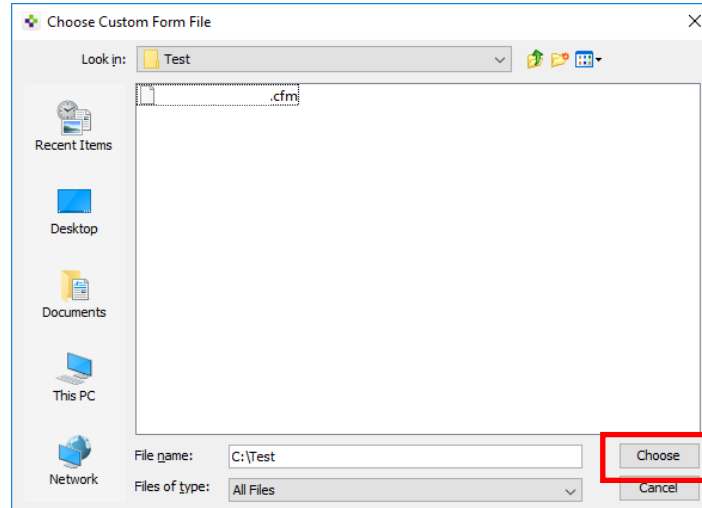 Choose Custom Form File
Look in: Test
.cfm
Recent Items
Desktop
Documents
This PC
Network
File name: C:\Test Choose
Files of type: All Files Cancel